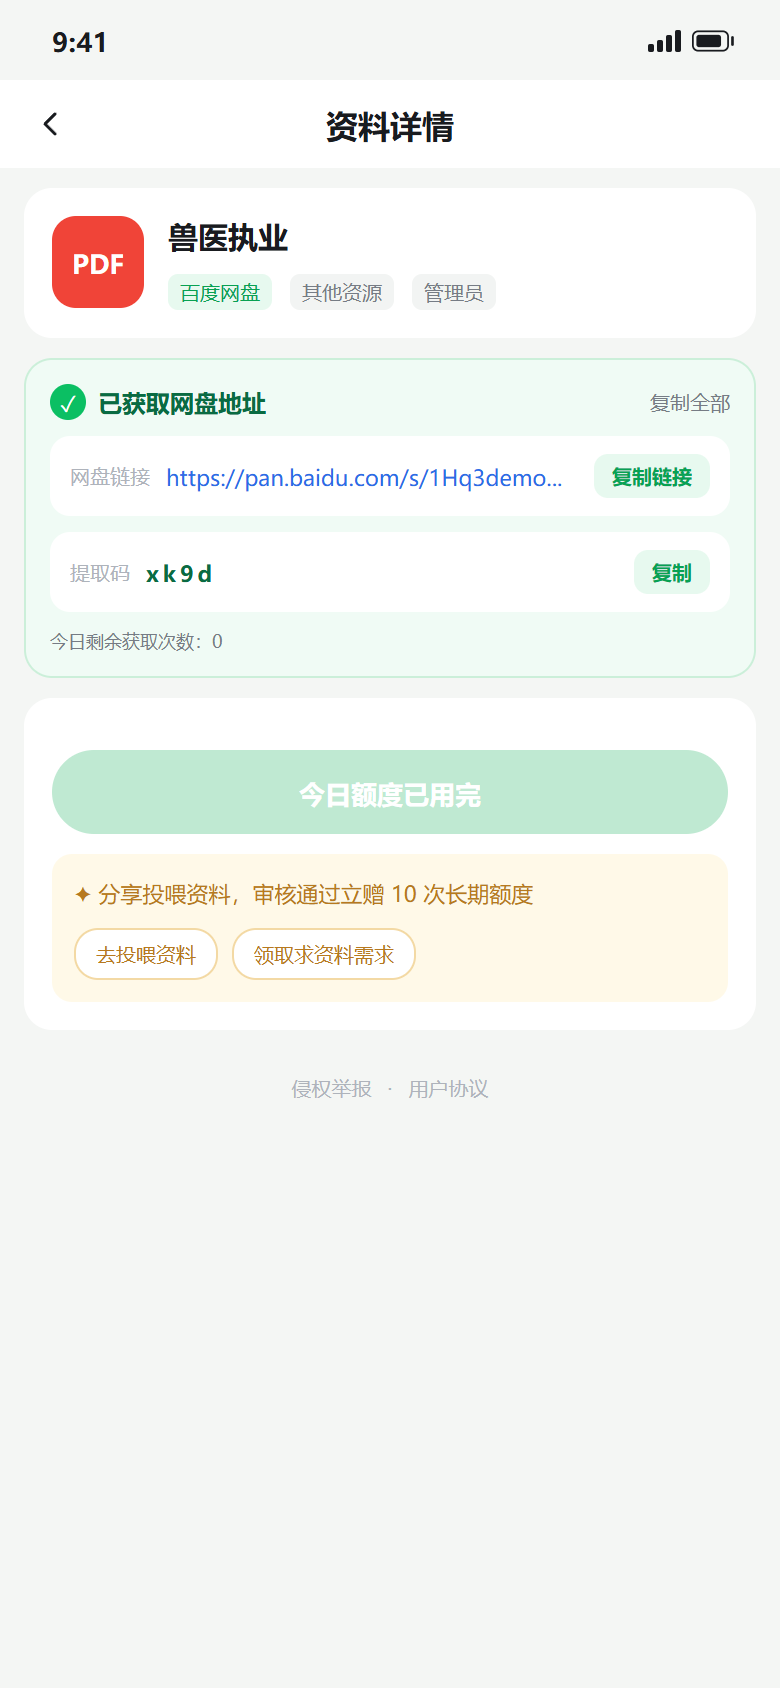 9:41
资料详情
PDF
兽医执业
百度网盘 其他资源 管理员
✓ 已获取网盘地址 复制全部
网盘链接 https://pan.baidu.com/s/1Hq3demo... 复制链接
提取码 xk9d 复制
今日剩余获取次数：0
今日额度已用完
✦ 分享投喂资料，审核通过立赠 10 次长期额度
去投喂资料 领取求资料需求
侵权举报 · 用户协议